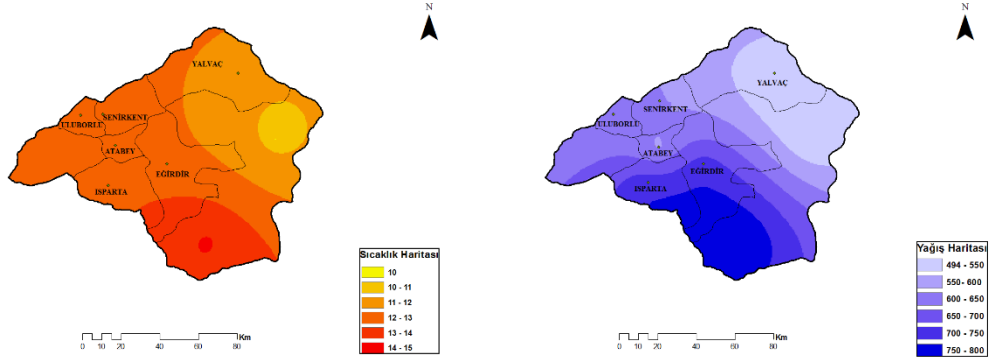 N
YALVAÇ
SENİRKENT
ULUBORLU
ATABEY
EĞİRDİR
ISPARTA
Sıcaklık Haritası
10
10 - 11
11 - 12
12 - 13
13 - 14
14 - 15
0 10 20 40 60 80 Km
N
YALVAÇ
SENİRKENT
ULUBORLU
ATABEY
EĞİRDİR
ISPARTA
Yağış Haritası
494 - 550
550- 600
600 - 650
650 - 700
700 - 750
750 - 800
0 10 20 40 60 80 Km